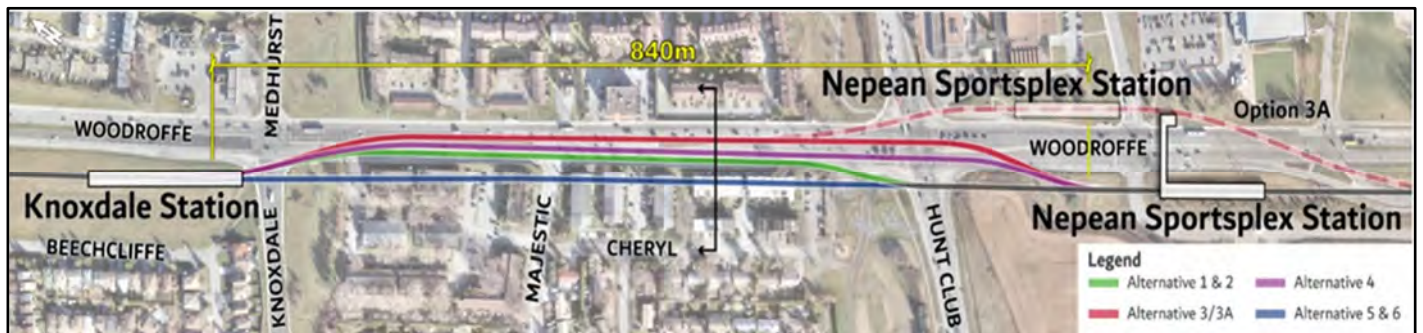 N
840m
MEDHURST
Nepean Sportsplex Station
Option 3A
WOODROFFE
WOODROFFE
Knoxdale Station
Nepean Sportsplex Station
BEECHCLIFFE
KNOXDALE
MAJESTIC
CHERYL
HUNT CLUB
Legend
Alternative 1 & 2
Alternative 4
Alternative 3/3A
Alternative 5 & 6